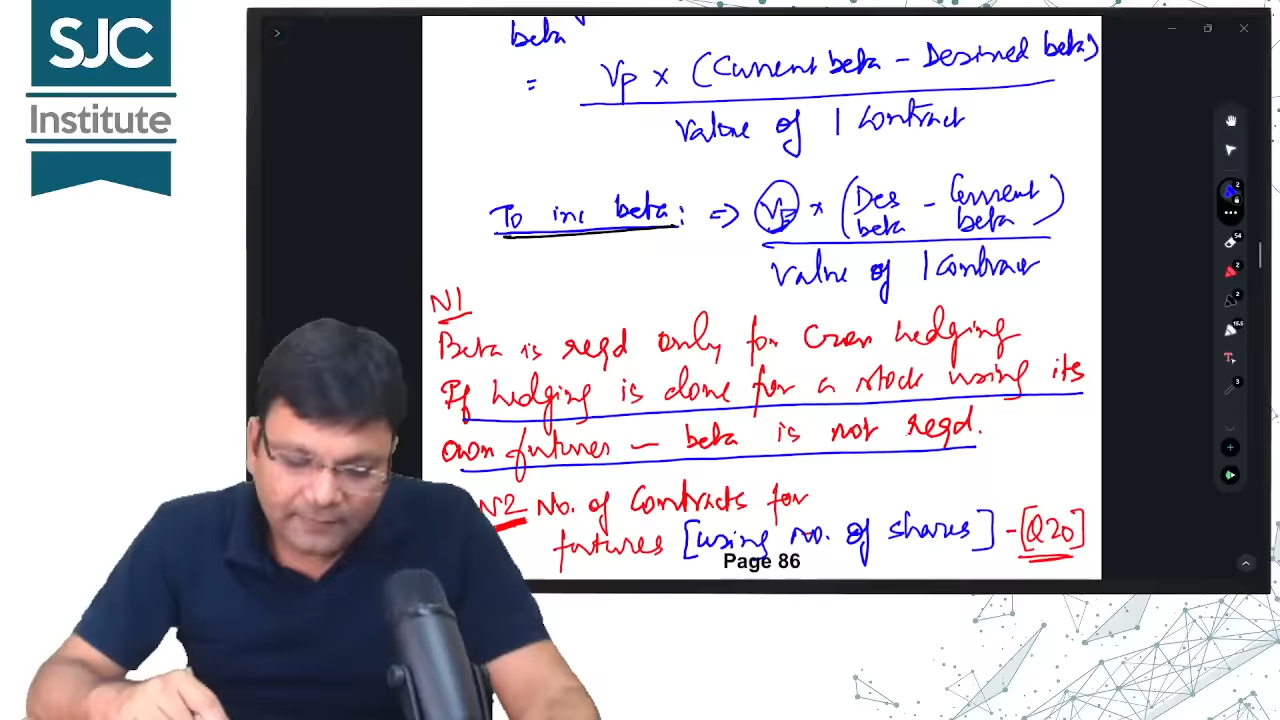 SJC
Institute
beta
= Vp × (Current beta - Desired beta)
Value of 1 Contract
To inc beta: => VP × (Des beta - Current beta)
Value of 1 Contract
N1
Beta is reqd only for Cross hedging
If hedging is done for a stock using its
own futures - beta is not reqd.
N2 No. of Contracts for
futures [using no. of shares] - [Q20]
Page 86